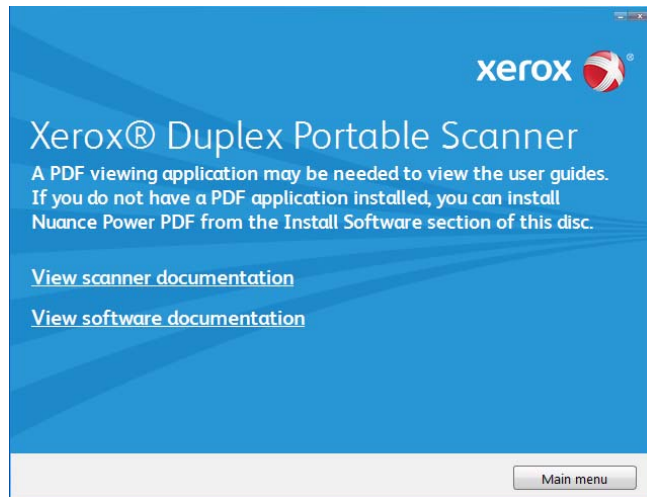 xerox®
Xerox® Duplex Portable Scanner
A PDF viewing application may be needed to view the user guides.
If you do not have a PDF application installed, you can install
Nuance Power PDF from the Install Software section of this disc.
View scanner documentation
View software documentation
Main menu